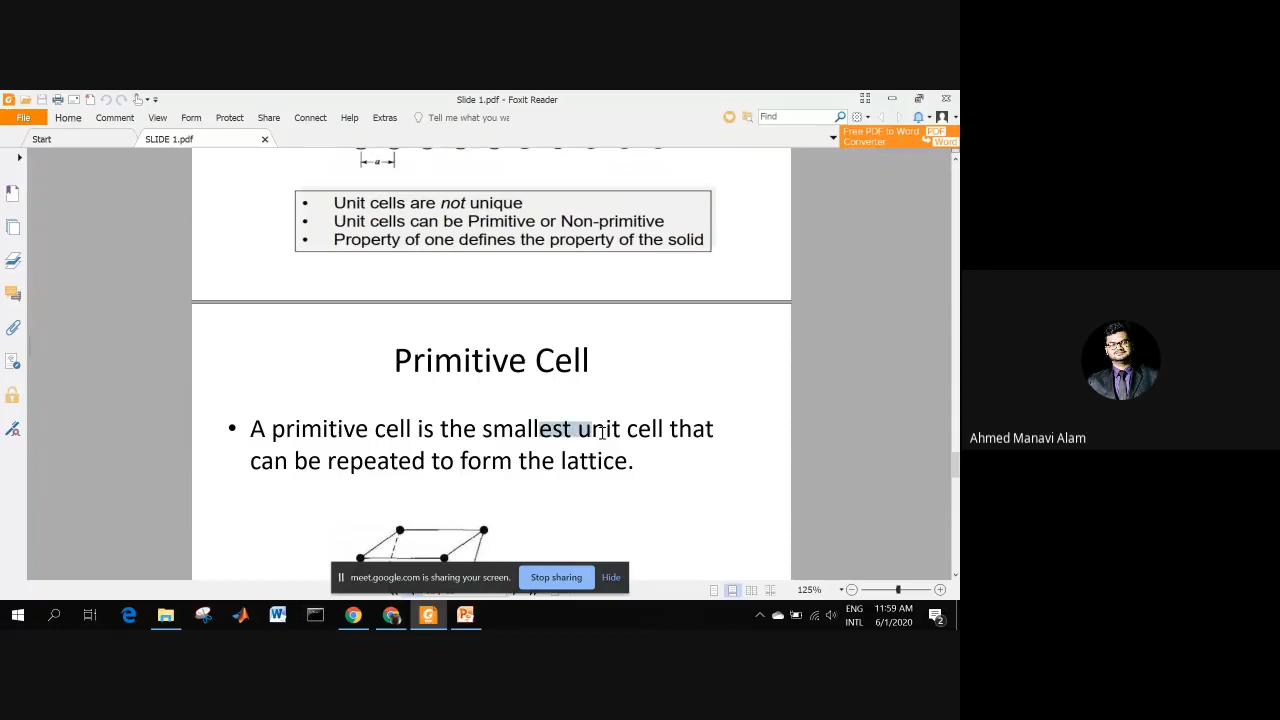 Slide 1.pdf - Foxit Reader
File Home Comment View Form Protect Share Connect Help Extras Tell me what you wa Find
Start SLIDE 1.pdf Free PDF to Word Converter PDF Word
a
• Unit cells are not unique
• Unit cells can be Primitive or Non-primitive
• Property of one defines the property of the solid
Primitive Cell
• A primitive cell is the smallest unit cell that
can be repeated to form the lattice.
meet.google.com is sharing your screen. Stop sharing Hide
125%
ENG 11:59 AM
INTL 6/1/2020 2
Ahmed Manavi Alam